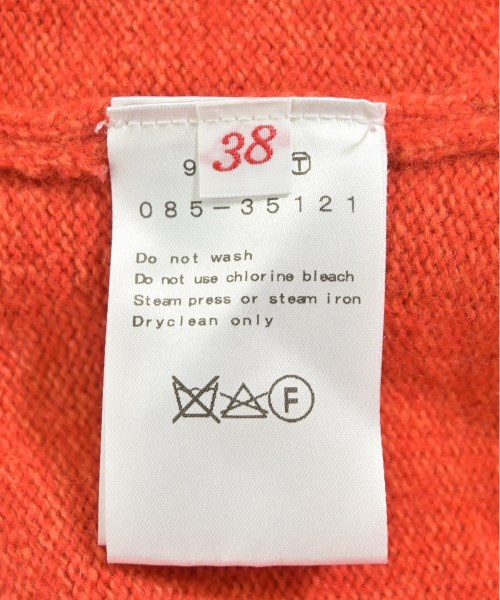 38
9 Ⓣ
085-35121
Do not wash
Do not use chlorine bleach
Steam press or steam iron
Dryclean only
F